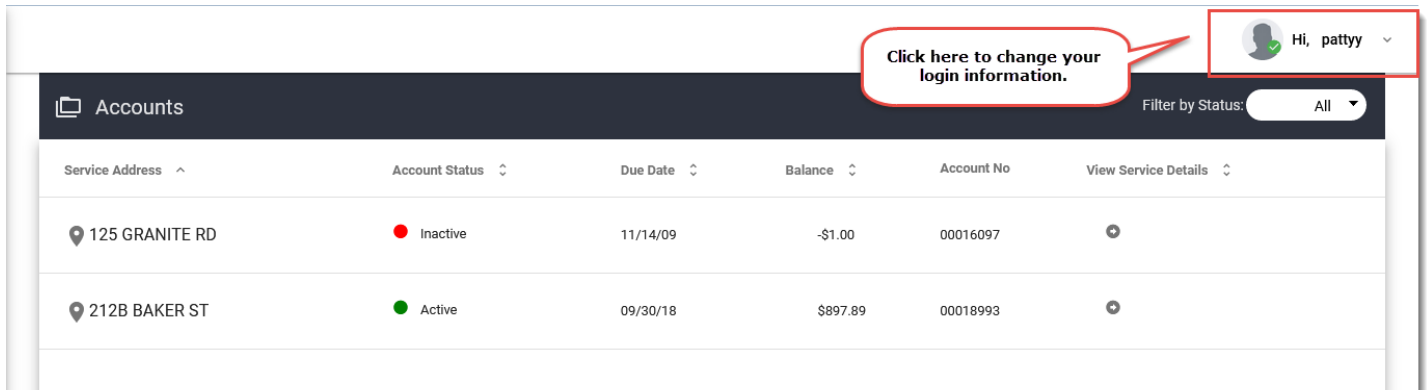 Hi, pattyy
Click here to change your
login information.
Accounts
Filter by Status: All
Service Address Account Status Due Date Balance Account No View Service Details
125 GRANITE RD Inactive 11/14/09 -$1.00 00016097
212B BAKER ST Active 09/30/18 $897.89 00018993